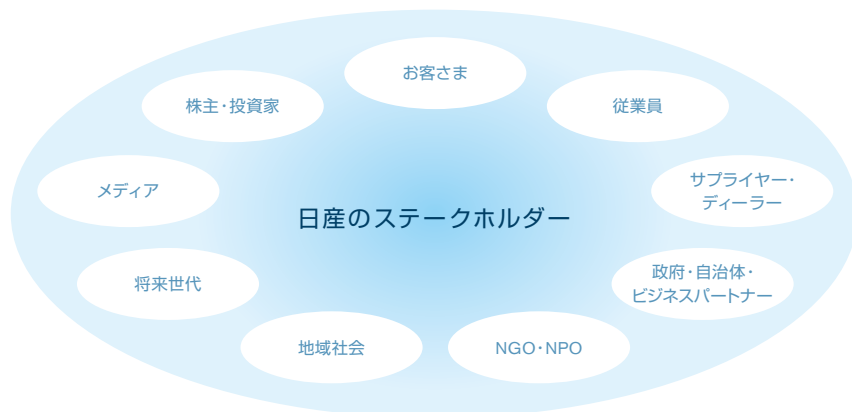 お客さま
株主・投資家
従業員
メディア
サプライヤー・
ディーラー
日産のステークホルダー
将来世代
政府・自治体・
ビジネスパートナー
地域社会
NGO・NPO